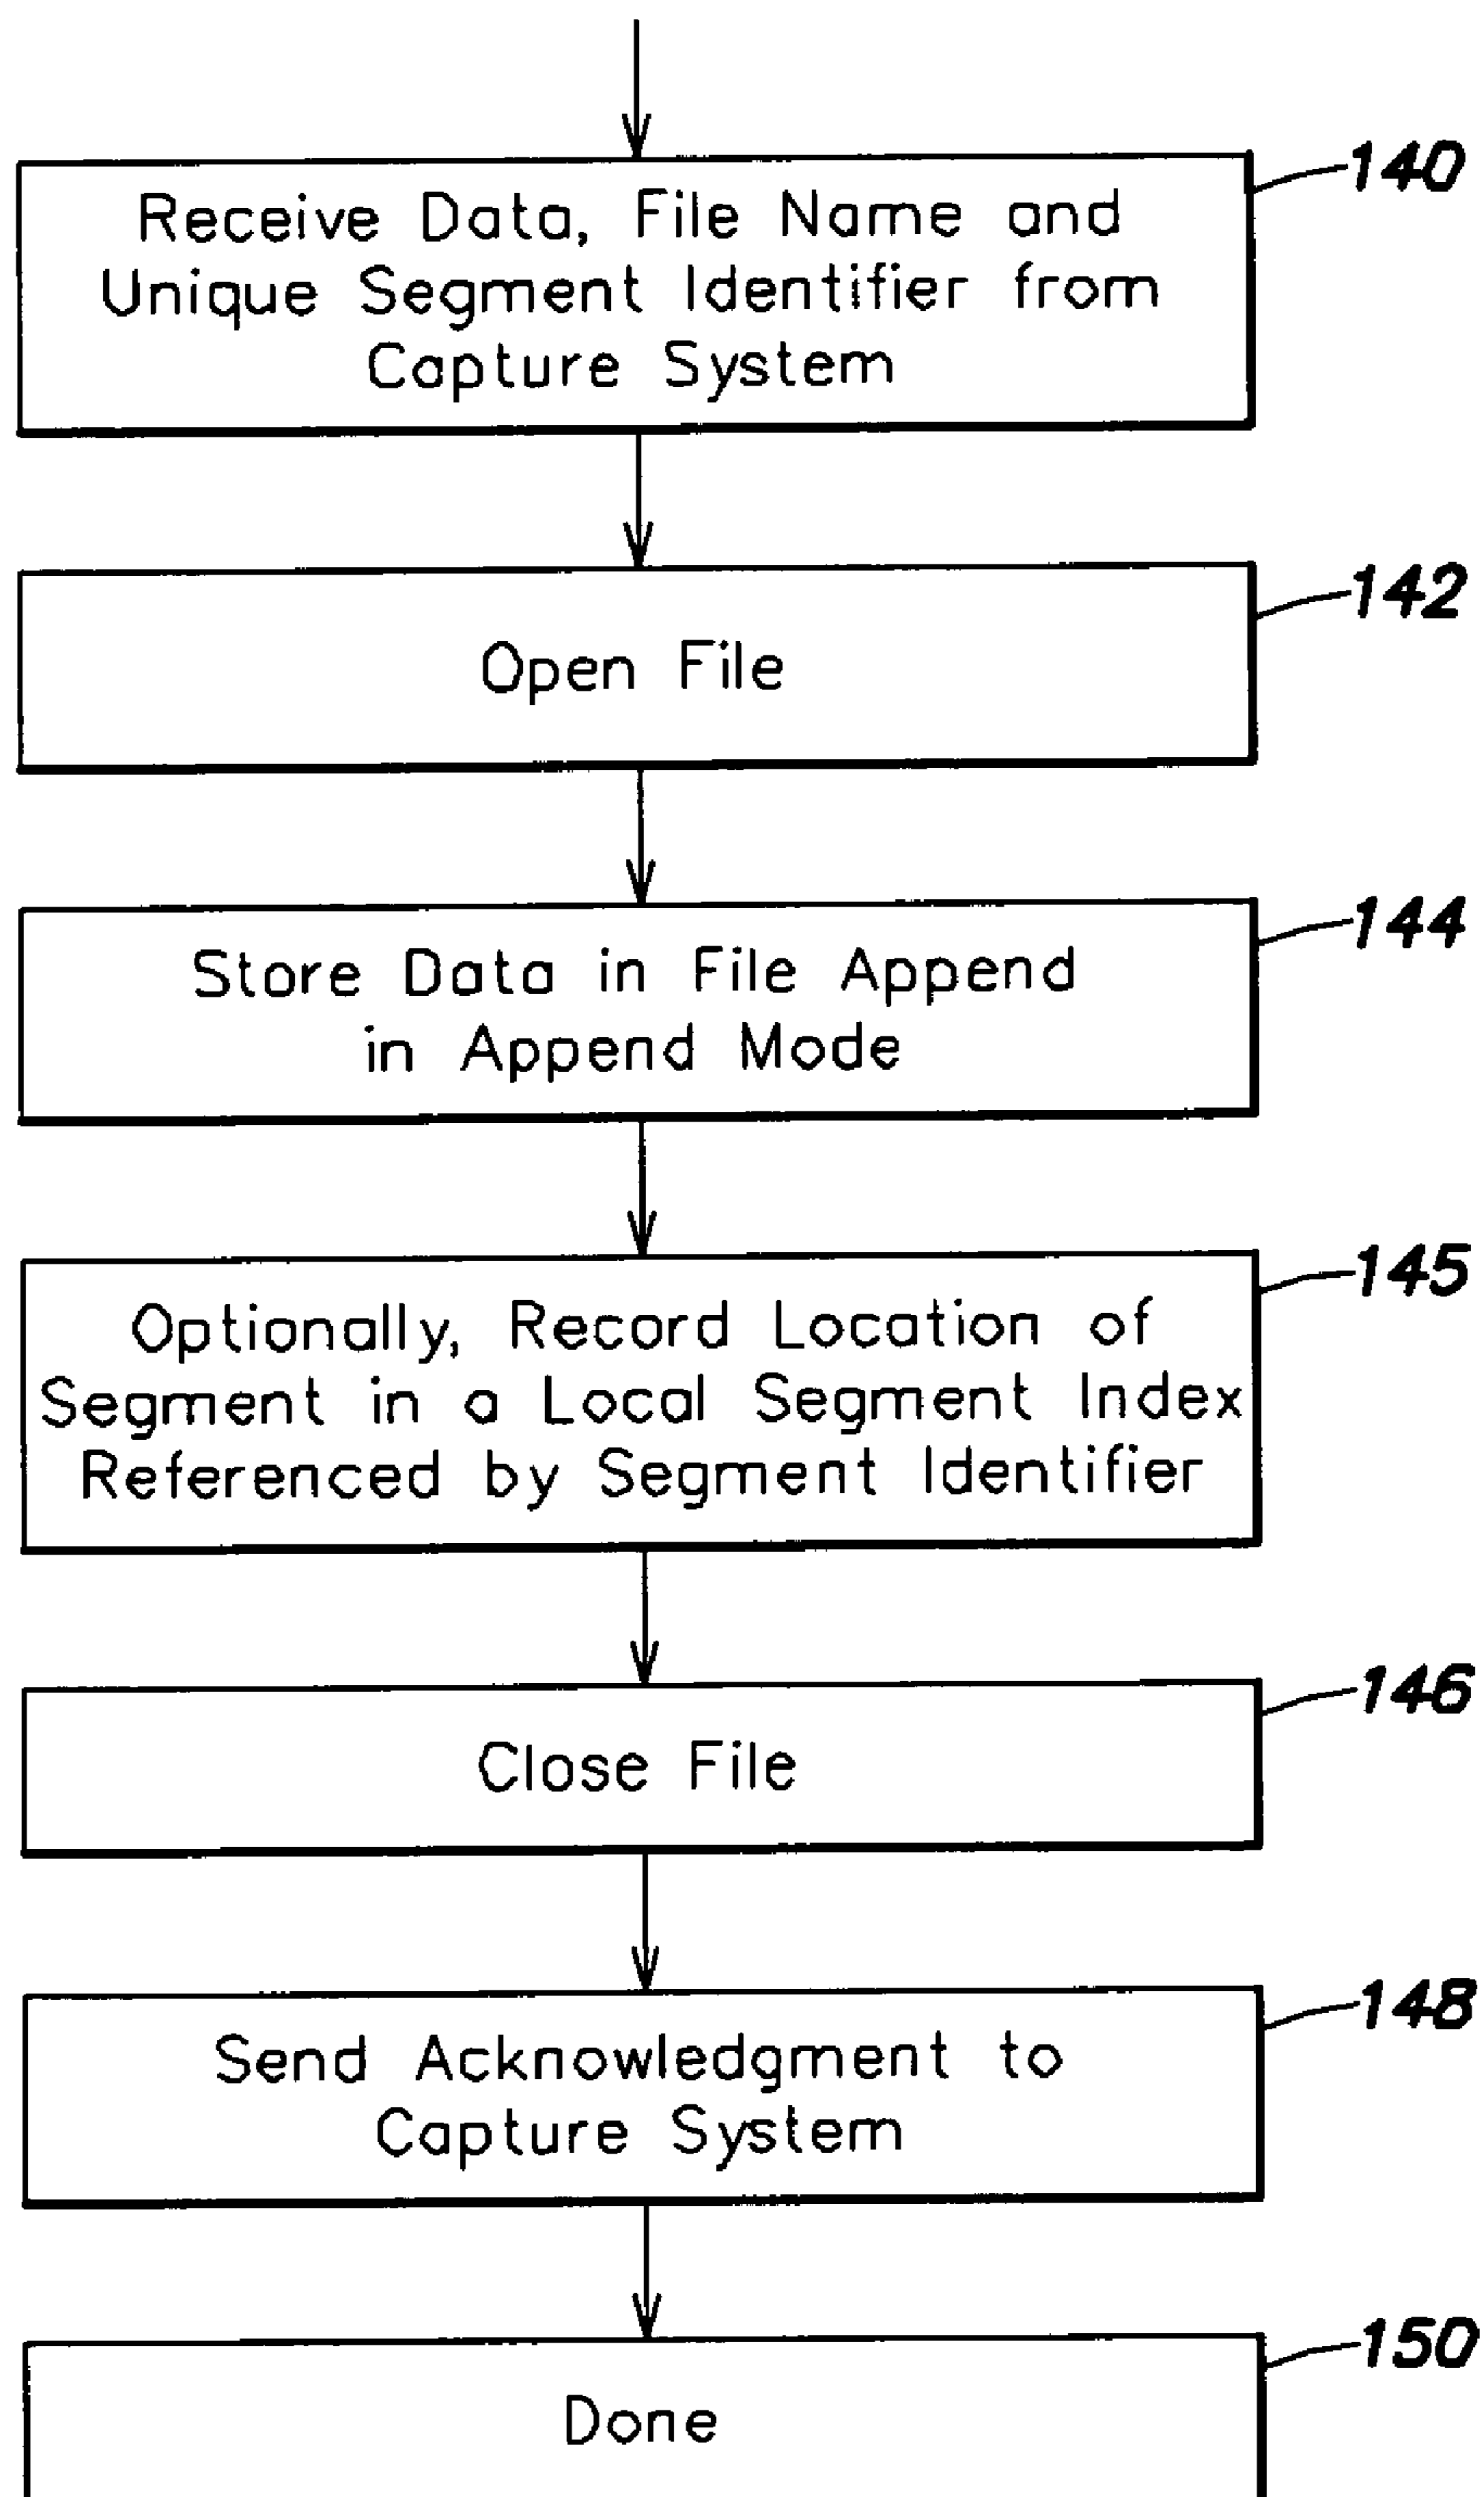 140
Receive Data, File Name and
Unique Segment Identifier from
Capture System
142
Open File
144
Store Data in File Append
in Append Mode
145
Optionally, Record Location of
Segment in a Local Segment Index
Referenced by Segment Identifier
146
Close File
148
Send Acknowledgment to
Capture System
150
Done